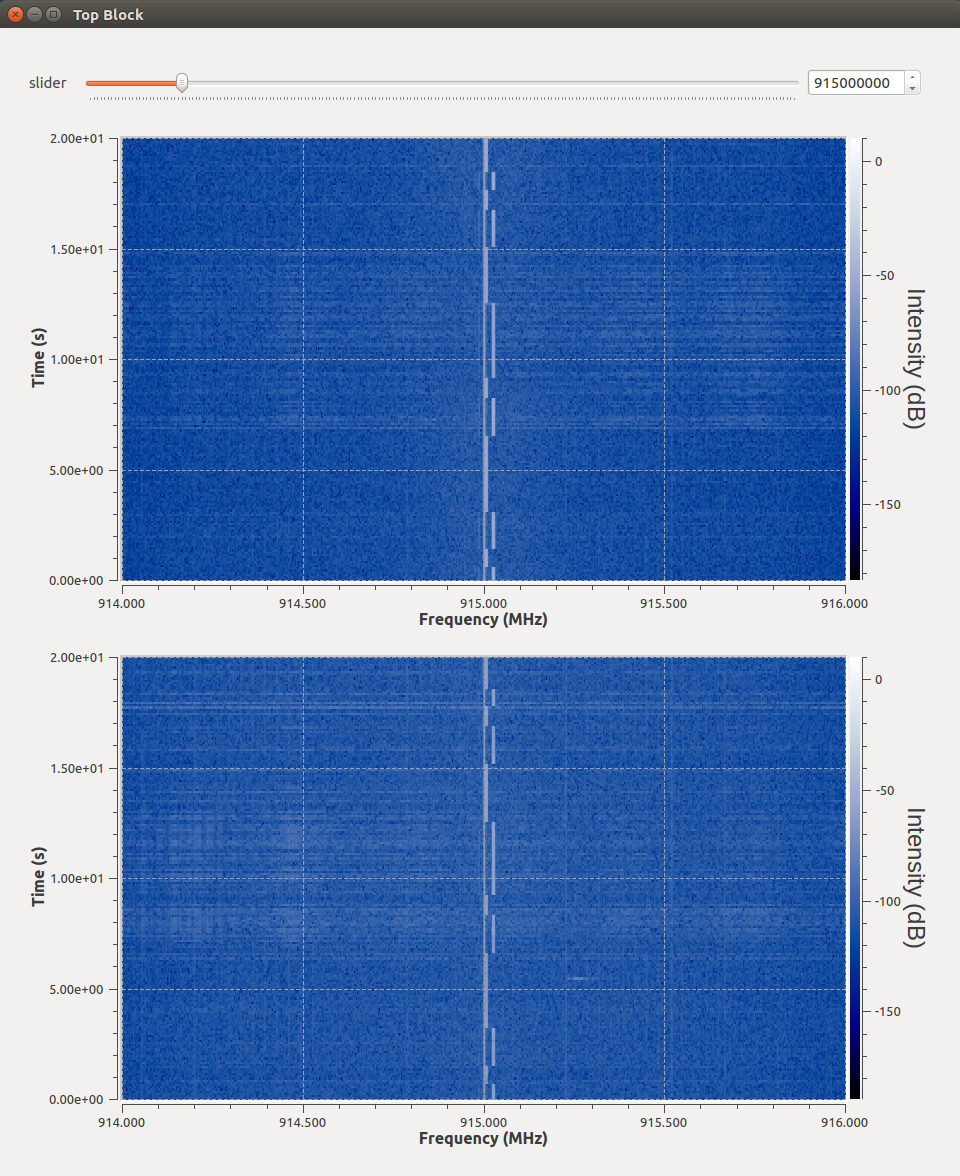 Top Block
slider
915000000
2.00e+01
1.50e+01
1.00e+01
5.00e+00
0.00e+00
Time (s)
914.000
914.500
915.000
915.500
916.000
Frequency (MHz)
0
-50
-100
-150
Intensity (dB)
2.00e+01
1.50e+01
1.00e+01
5.00e+00
0.00e+00
Time (s)
914.000
914.500
915.000
915.500
916.000
Frequency (MHz)
0
-50
-100
-150
Intensity (dB)